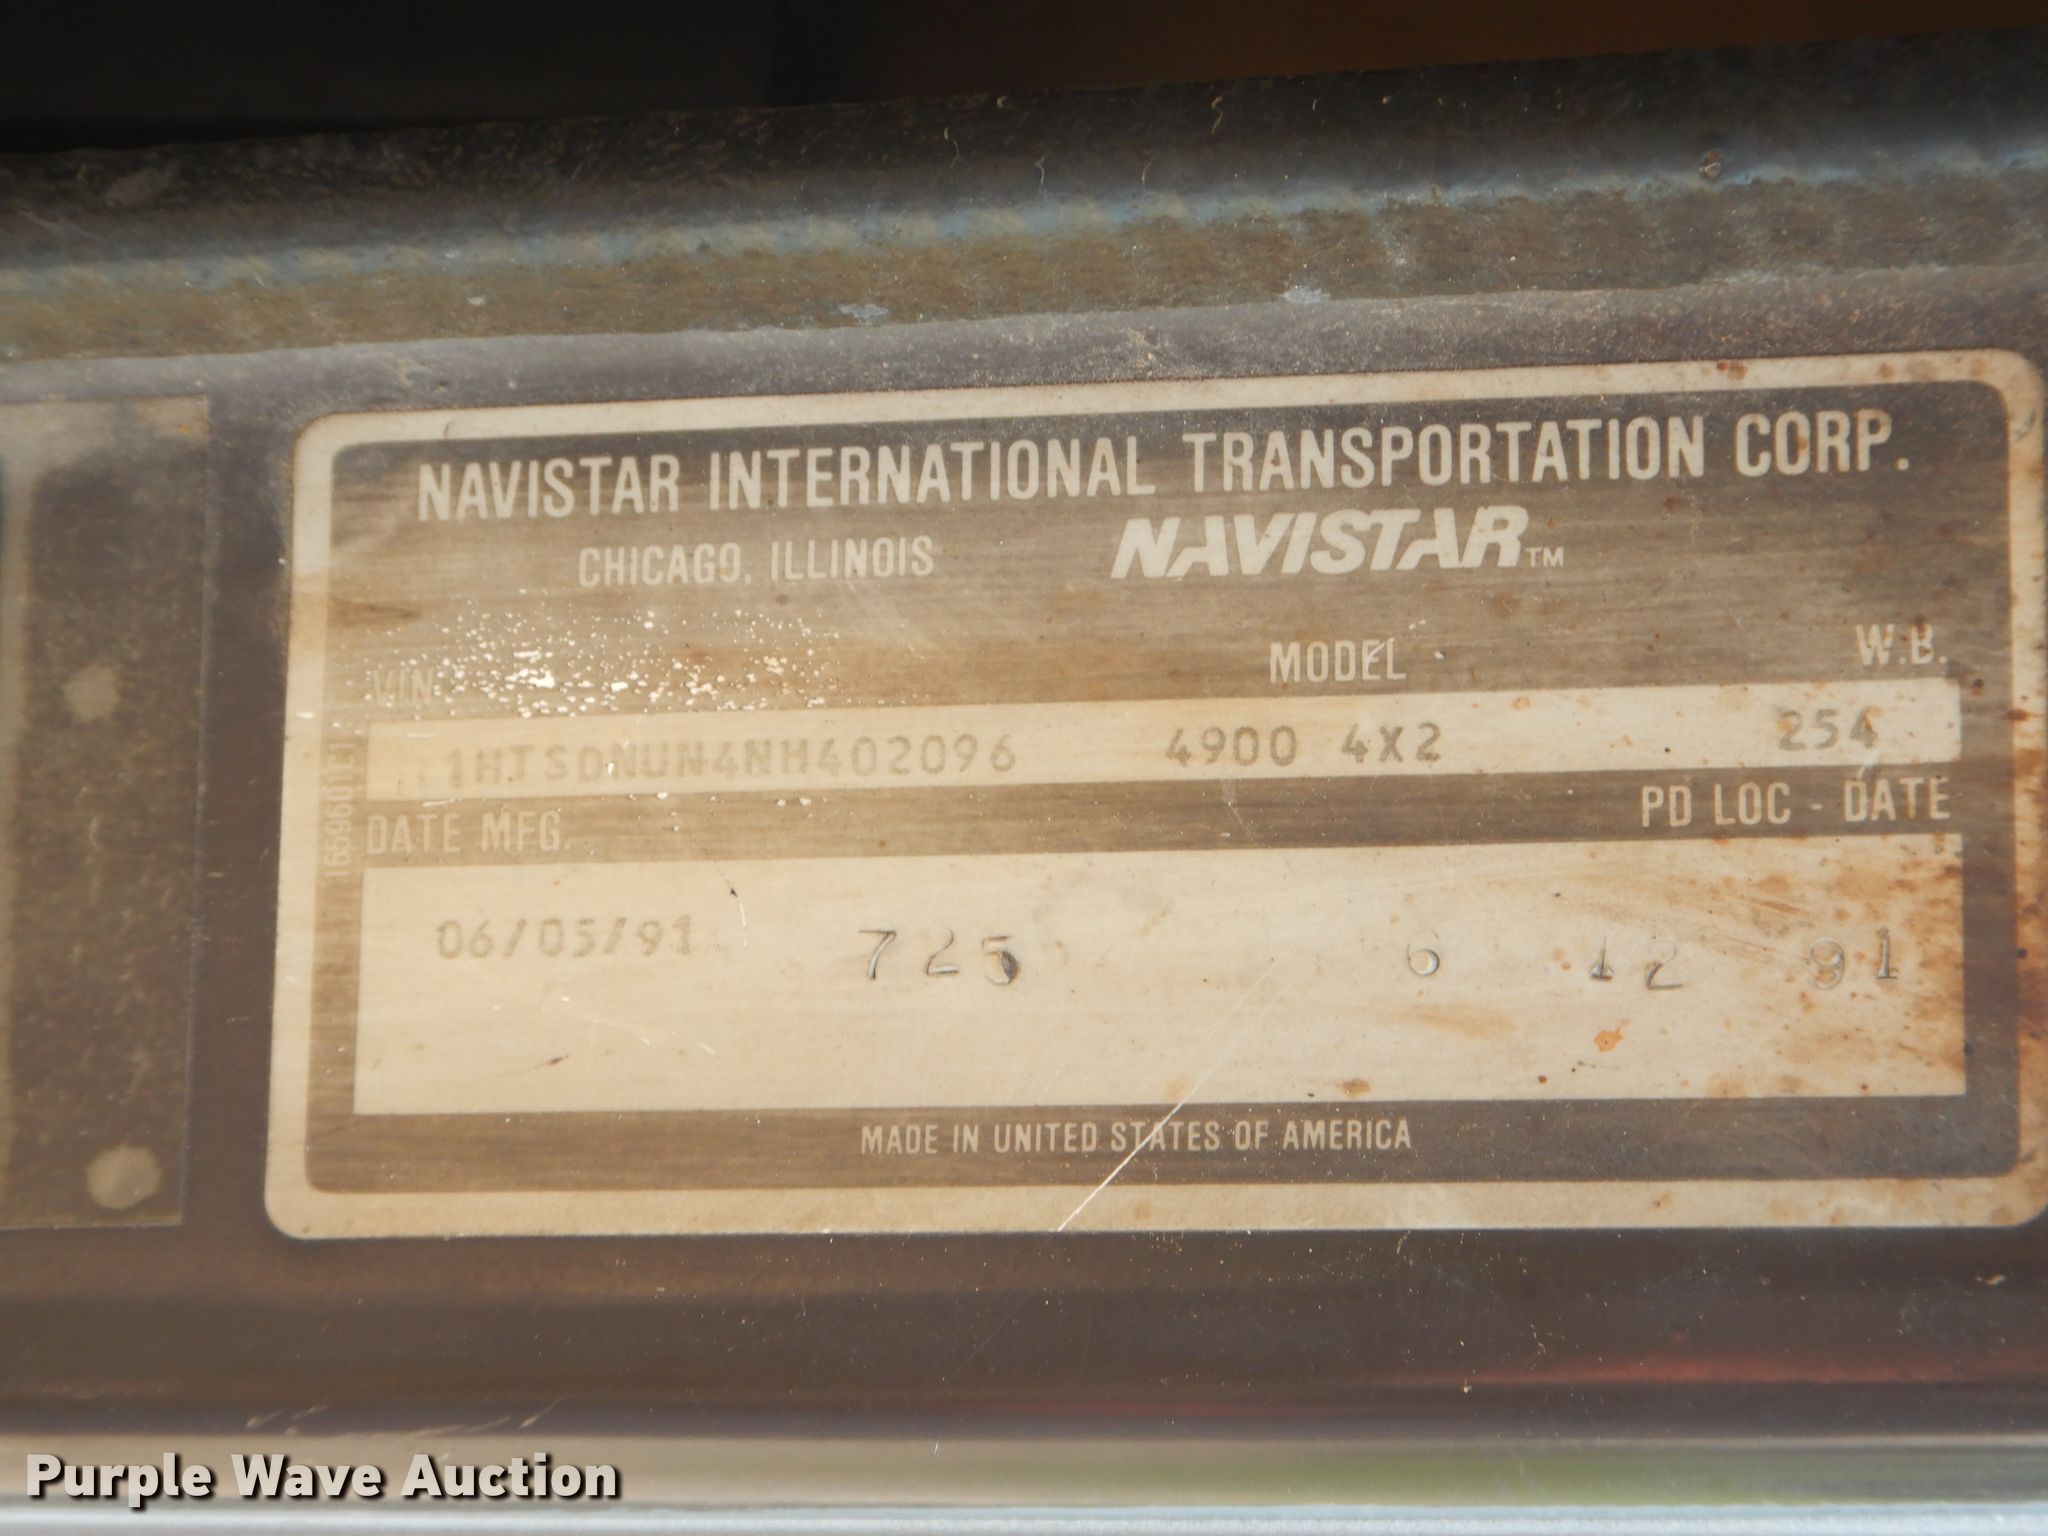 NAVISTAR INTERNATIONAL TRANSPORTATION CORP.
CHICAGO, ILLINOIS NAVISTAR™
VIN MODEL W.B.
1HTSDNUN4NH402096 4900 4X2 254
DATE MFG. PD LOC - DATE
06/05/91 725 6 12 91
MADE IN UNITED STATES OF AMERICA
Purple Wave Auction